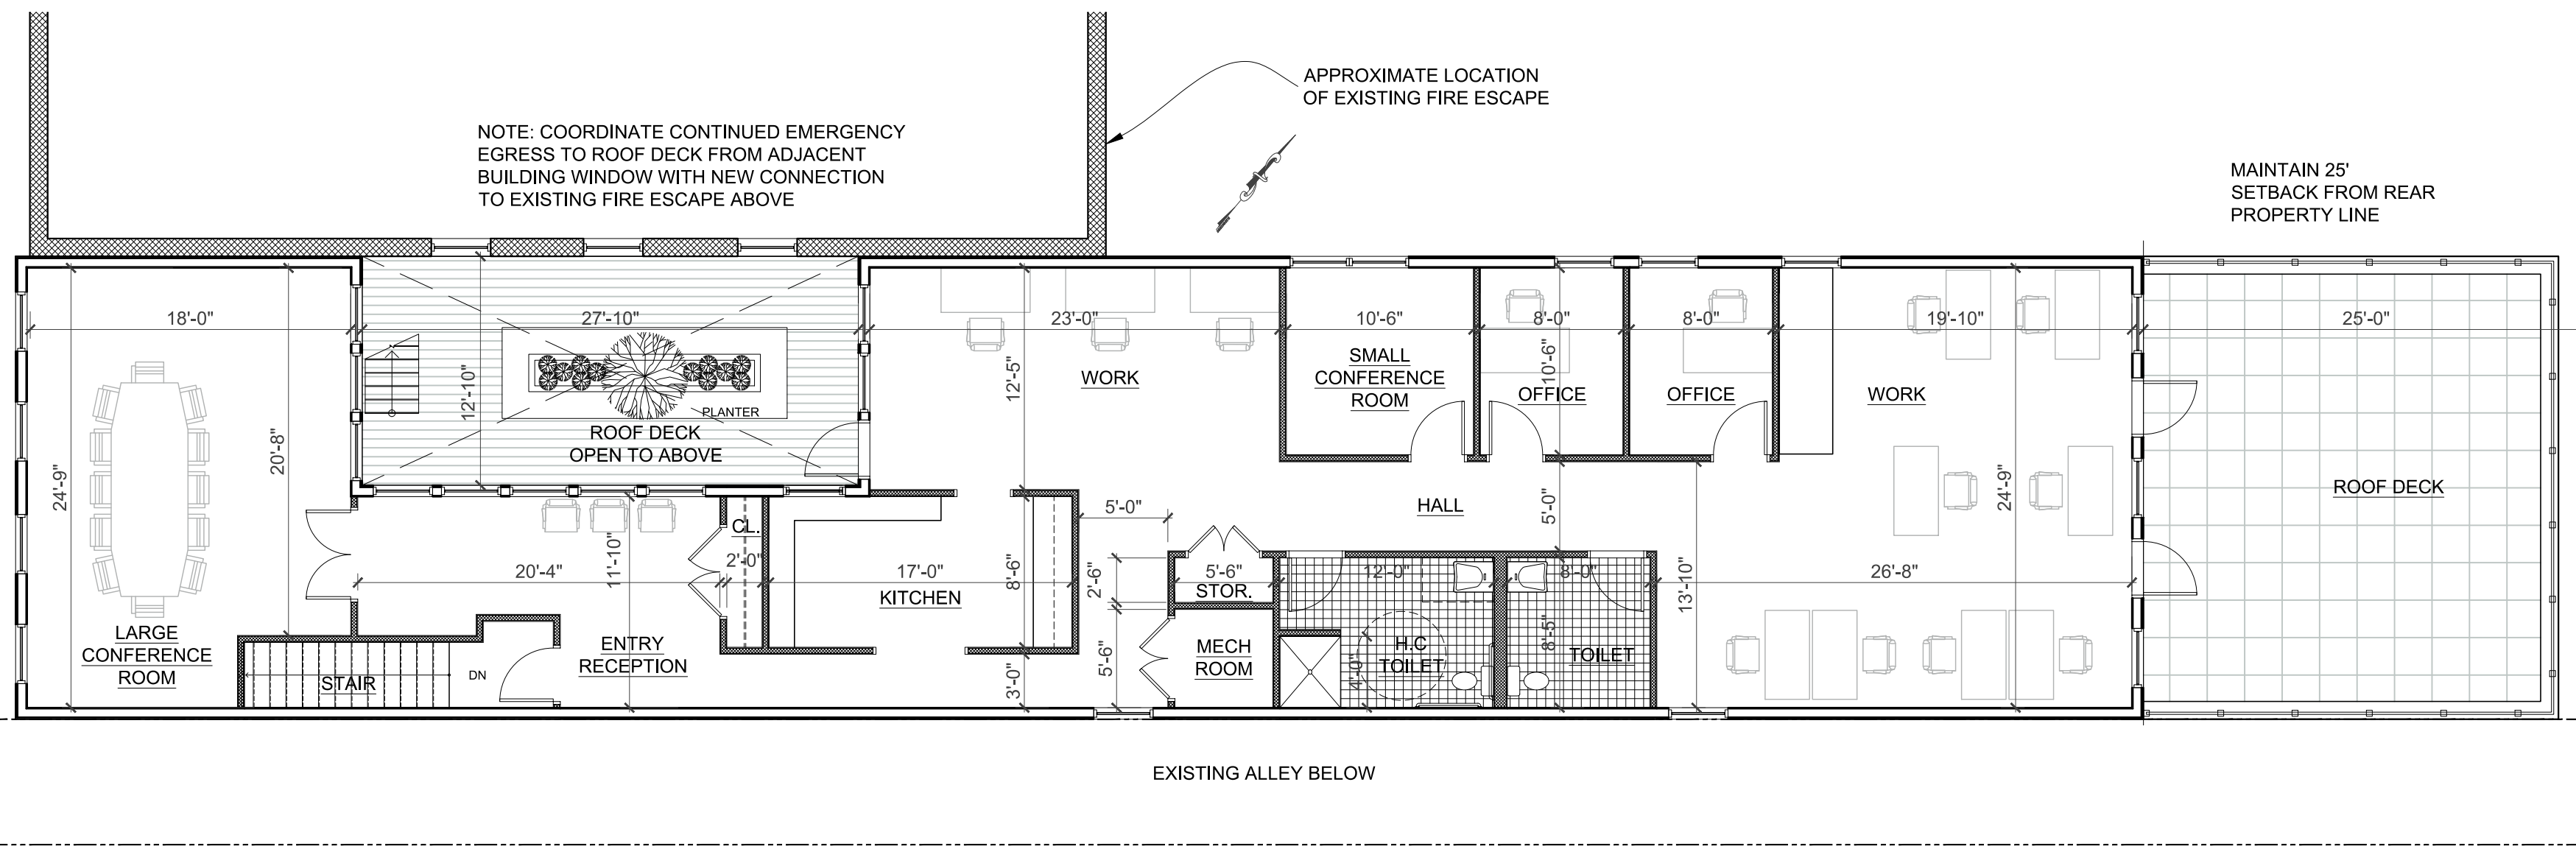 APPROXIMATE LOCATION
OF EXISTING FIRE ESCAPE
NOTE: COORDINATE CONTINUED EMERGENCY
EGRESS TO ROOF DECK FROM ADJACENT
BUILDING WINDOW WITH NEW CONNECTION
TO EXISTING FIRE ESCAPE ABOVE
MAINTAIN 25'
SETBACK FROM REAR
PROPERTY LINE
18'-0"
27'-10"
23'-0"
10'-6"
8'-0"
8'-0"
19'-10"
25'-0"
24'-9"
20'-8"
12'-10"
PLANTER
ROOF DECK
OPEN TO ABOVE
12'-5"
WORK
SMALL
CONFERENCE
ROOM
10'-6"
OFFICE
OFFICE
WORK
24'-9"
ROOF DECK
LARGE
CONFERENCE
ROOM
STAIR
DN
20'-4"
11'-10"
ENTRY
RECEPTION
CL.
2'-0"
17'-0"
KITCHEN
8'-6"
3'-0"
5'-0"
2'-6"
5'-6"
5'-6"
STOR.
MECH
ROOM
HALL
5'-0"
12'-0"
H.C
TOILET
4'-0"
8'-0"
8'-5"
TOILET
13'-10"
26'-8"
EXISTING ALLEY BELOW